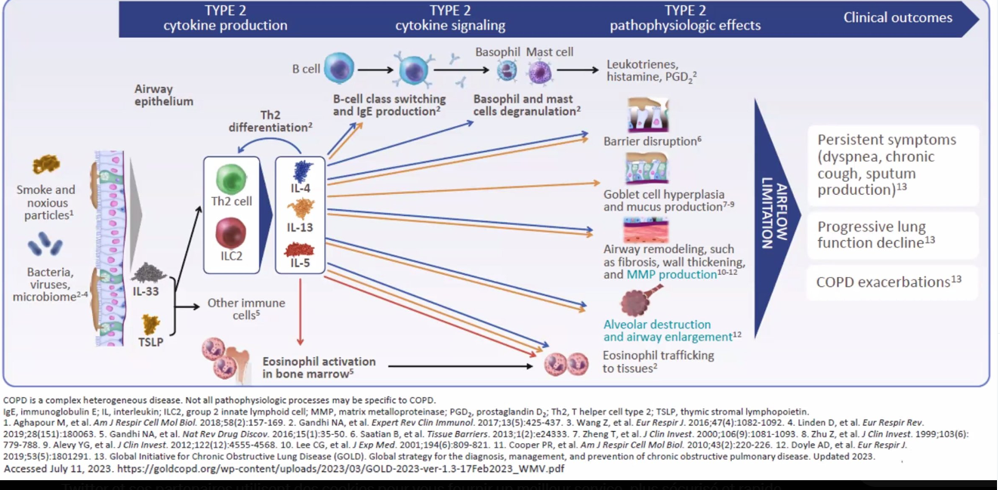 TYPE 2
cytokine production
TYPE 2
cytokine signaling
TYPE 2
pathophysiologic effects
Clinical outcomes
B cell
Basophil
Mast cell
Leukotrienes,
histamine, PGD₂²
Airway
epithelium
B-cell class switching
and IgE production²
Basophil and mast
cells degranulation²
Th2
differentiation²
Barrier disruption⁶
Smoke and
noxious
particles¹
Th2 cell
ILC2
IL-4
IL-13
IL-5
Goblet cell hyperplasia
and mucus production⁷⁻⁹
Airway remodeling, such
as fibrosis, wall thickening,
and MMP production¹⁰⁻¹²
AIRFLOW
LIMITATION
Persistent symptoms
(dyspnea, chronic
cough, sputum
production)¹³
Progressive lung
function decline¹³
COPD exacerbations¹³
Bacteria,
viruses,
microbiome²⁻⁴
IL-33
TSLP
Other immune
cells⁵
Alveolar destruction
and airway enlargement¹²
Eosinophil activation
in bone marrow⁵
Eosinophil trafficking
to tissues²
COPD is a complex heterogeneous disease. Not all pathophysiologic processes may be specific to COPD.
IgE, immunoglobulin E; IL, interleukin; ILC2, group 2 innate lymphoid cell; MMP, matrix metalloproteinase; PGD₂, prostaglandin D₂; Th2, T helper cell type 2; TSLP, thymic stromal lymphopoietin.
1. Aghapour M, et al. Am J Respir Cell Mol Biol. 2018;58(2):157-169. 2. Gandhi NA, et al. Expert Rev Clin Immunol. 2017;13(5):425-437. 3. Wang Z, et al. Eur Respir J. 2016;47(4):1082-1092. 4. Linden D, et al. Eur Respir Rev.
2019;28(151):180063. 5. Gandhi NA, et al. Nat Rev Drug Discov. 2016;15(1):35-50. 6. Saatian B, et al. Tissue Barriers. 2013;1(2):e24333. 7. Zheng T, et al. J Clin Invest. 2000;106(9):1081-1093. 8. Zhu Z, et al. J Clin Invest. 1999;103(6):
779-788. 9. Alevy YG, et al. J Clin Invest. 2012;122(12):4555-4568. 10. Lee CG, et al. J Exp Med. 2001;194(6):809-821. 11. Cooper PR, et al. Am J Respir Cell Mol Biol. 2010;43(2):220-226. 12. Doyle AD, et al. Eur Respir J.
2019;53(5):1801291. 13. Global Initiative for Chronic Obstructive Lung Disease (GOLD). Global strategy for the diagnosis, management, and prevention of chronic obstructive pulmonary disease. Updated 2023.
Accessed July 11, 2023. https://goldcopd.org/wp-content/uploads/2023/03/GOLD-2023-ver-1.3-17Feb2023_WMV.pdf